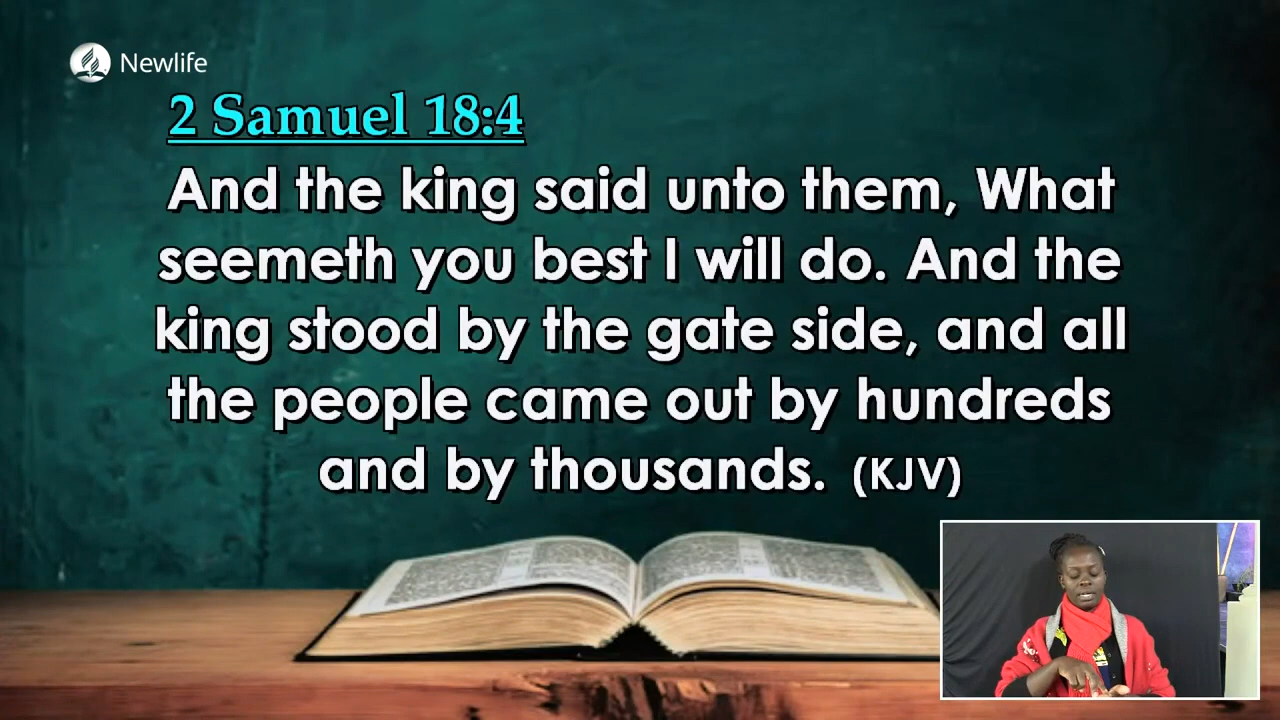 Newlife
2 Samuel 18:4
And the king said unto them, What
seemeth you best I will do. And the
king stood by the gate side, and all
the people came out by hundreds
and by thousands. (KJV)